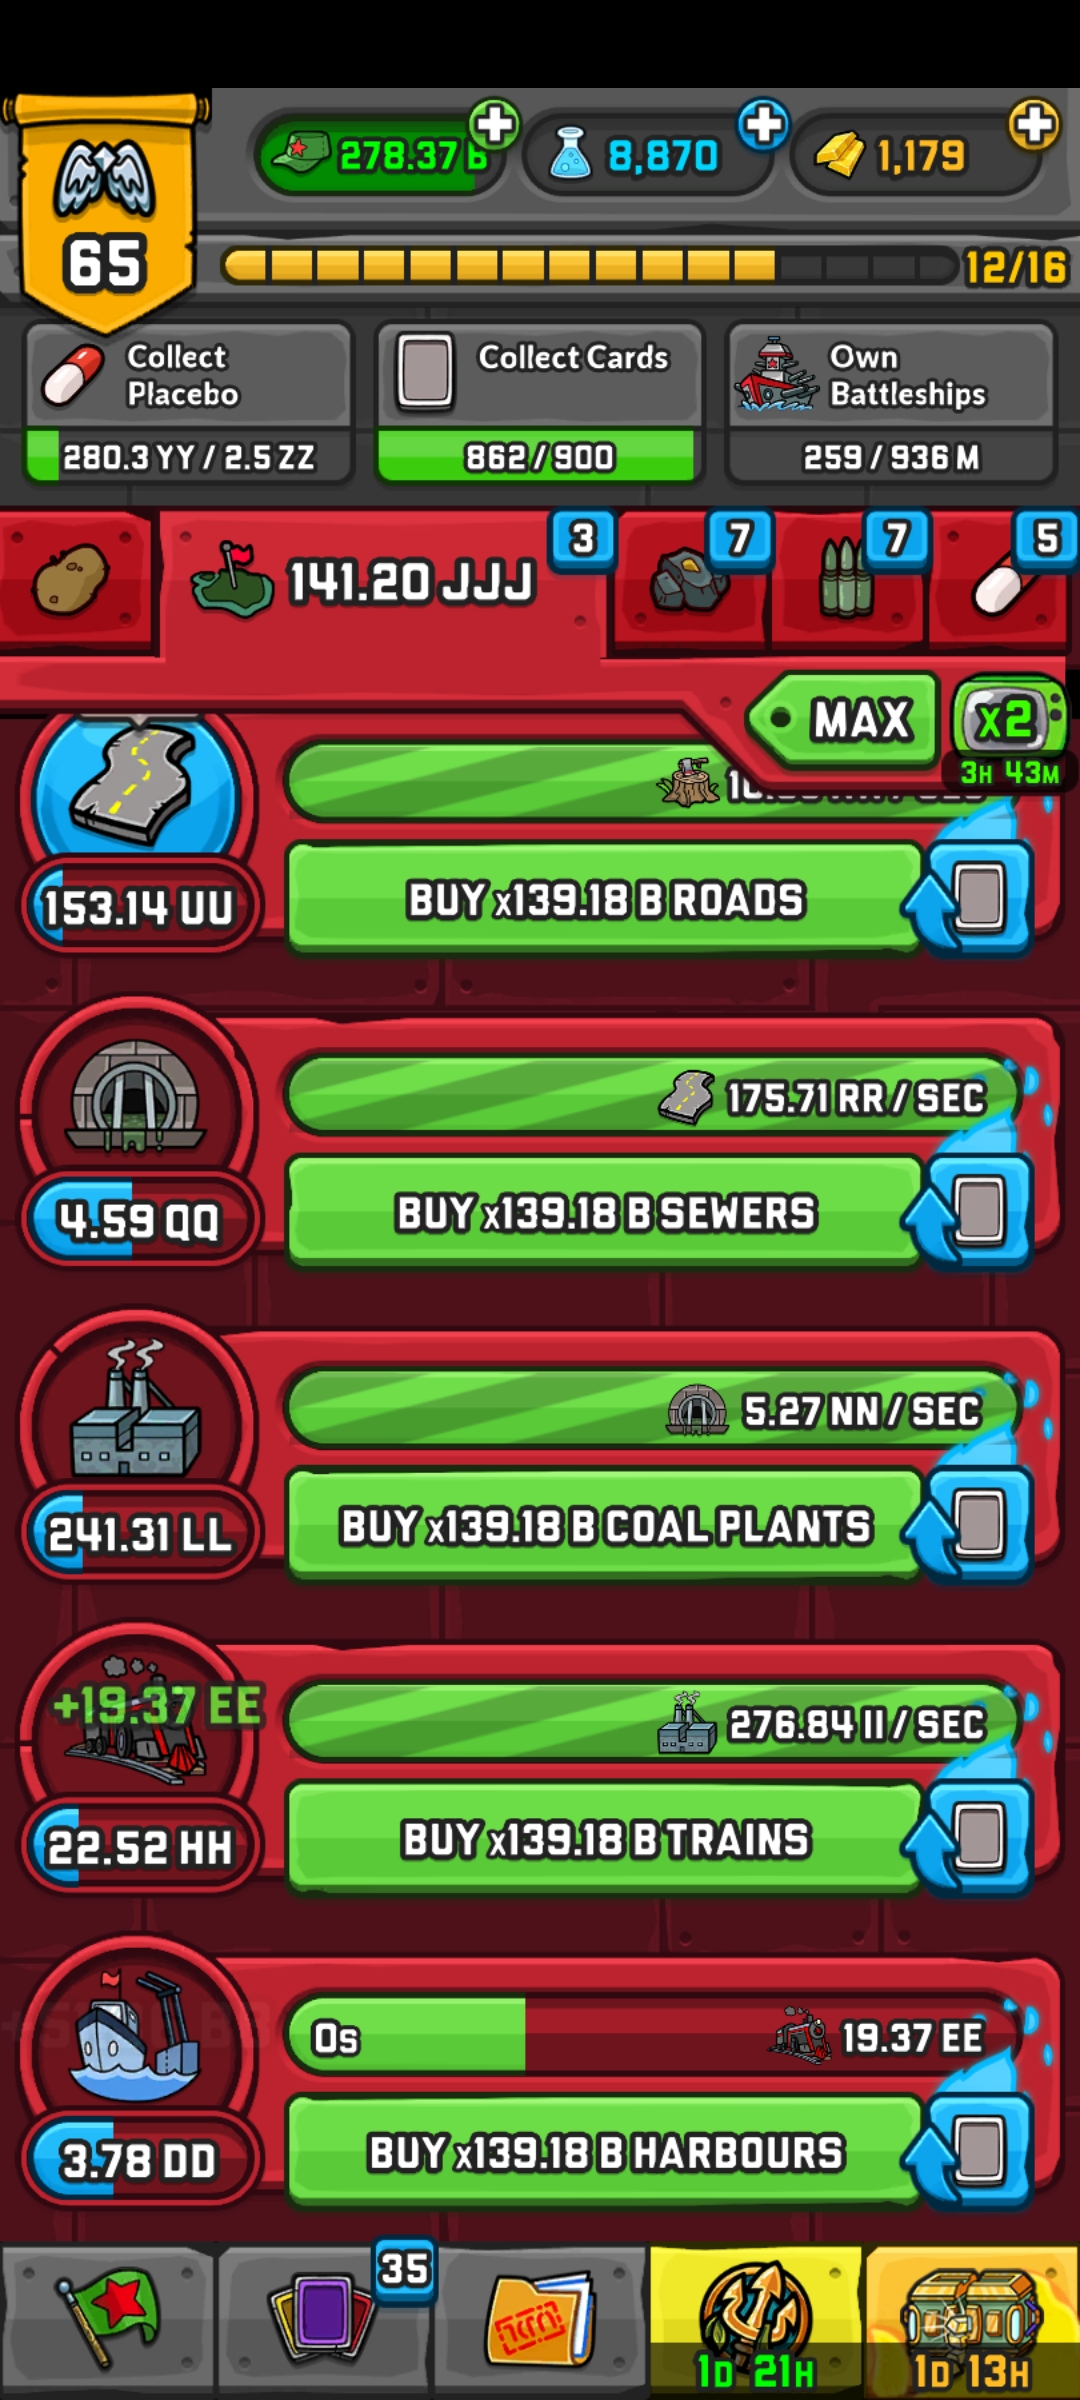 278.37 B
8,870
1,179
65
12/16
Collect
Placebo
280.3 YY / 2.5 ZZ
Collect Cards
862/900
Own
Battleships
259 / 936 M
141.20 JJJ
3
7
7
5
MAX
x2
3H 43M
153.14 UU
BUY x139.18 B ROADS
175.71 RR / SEC
4.59 QQ
BUY x139.18 B SEWERS
5.27 NN / SEC
241.31 LL
BUY x139.18 B COAL PLANTS
+19.37 EE
276.84 II / SEC
22.52 HH
BUY x139.18 B TRAINS
0s
19.37 EE
3.78 DD
BUY x139.18 B HARBOURS
35
1D 21H
1D 13H